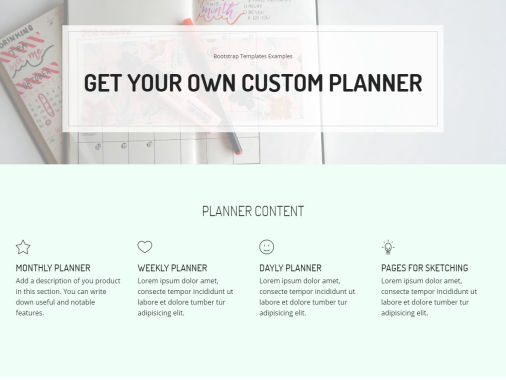 month
Bootstrap Templates Examples
GET YOUR OWN CUSTOM PLANNER
PLANNER CONTENT
MONTHLY PLANNER
Add a description of you product
in this section. You can write
down useful and notable
features.
WEEKLY PLANNER
Lorem ipsum dolor amet,
consecte tempor incididunt ut
labore et dolore tumber tur
adipisicing elit.
DAYLY PLANNER
Lorem ipsum dolor amet,
consecte tempor incididunt ut
labore et dolore tumber tur
adipisicing elit.
PAGES FOR SKETCHING
Lorem ipsum dolor amet,
consecte tempor incididunt ut
labore et dolore tumber tur
adipisicing elit.